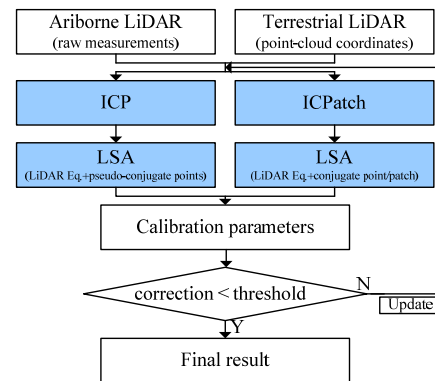 Ariborne LiDAR
(raw measurements)
Terrestrial LiDAR
(point-cloud coordinates)
ICP
ICPatch
LSA
(LiDAR Eq.+pseudo-conjugate points)
LSA
(LiDAR Eq.+conjugate point/patch)
Calibration parameters
correction < threshold
N
Update
Y
Final result